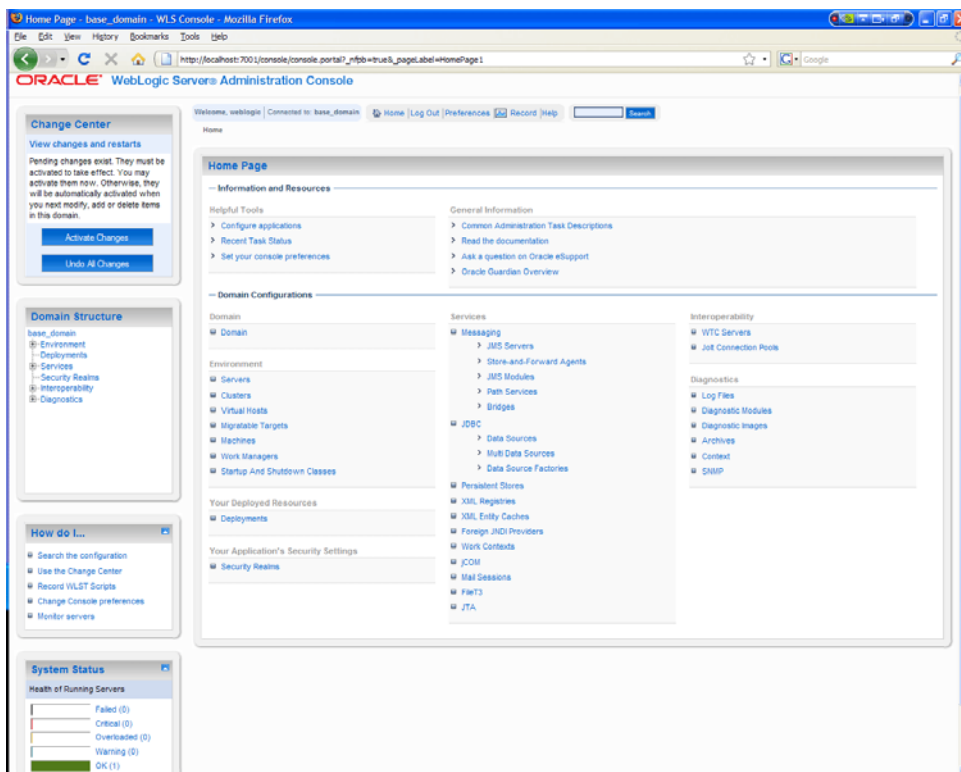 Home Page - base_domain - WLS Console - Mozilla Firefox
File Edit View History Bookmarks Tools Help
http://localhost:7001/console/console.portal?_nfpb=true&_pageLabel=HomePage1
Google
ORACLE® WebLogic Server® Administration Console
Change Center
View changes and restarts
Pending changes exist. They must be
activated to take effect. You may
activate them now. Otherwise, they
will be automatically activated when
you next modify, add or delete items
in this domain.
Activate Changes
Undo All Changes
Domain Structure
base_domain
Environment
Deployments
Services
Security Realms
Interoperability
Diagnostics
How do I...
Search the configuration
Use the Change Center
Record WLST Scripts
Change Console preferences
Monitor servers
System Status
Health of Running Servers
Failed (0)
Critical (0)
Overloaded (0)
Warning (0)
OK (1)
Welcome, weblogic Connected to: base_domain Home Log Out Preferences Record Help Search
Home
Home Page
Information and Resources
Helpful Tools
Configure applications
Recent Task Status
Set your console preferences
General Information
Common Administration Task Descriptions
Read the documentation
Ask a question on Oracle eSupport
Oracle Guardian Overview
Domain Configurations
Domain
Domain
Environment
Servers
Clusters
Virtual Hosts
Migratable Targets
Machines
Work Managers
Startup And Shutdown Classes
Your Deployed Resources
Deployments
Your Application's Security Settings
Security Realms
Services
Messaging
JMS Servers
Store-and-Forward Agents
JMS Modules
Path Services
Bridges
JDBC
Data Sources
Multi Data Sources
Data Source Factories
Persistent Stores
XML Registries
XML Entity Caches
Foreign JNDI Providers
Work Contexts
jCOM
Mail Sessions
FileT3
JTA
Interoperability
WTC Servers
Jolt Connection Pools
Diagnostics
Log Files
Diagnostic Modules
Diagnostic Images
Archives
Context
SNMP